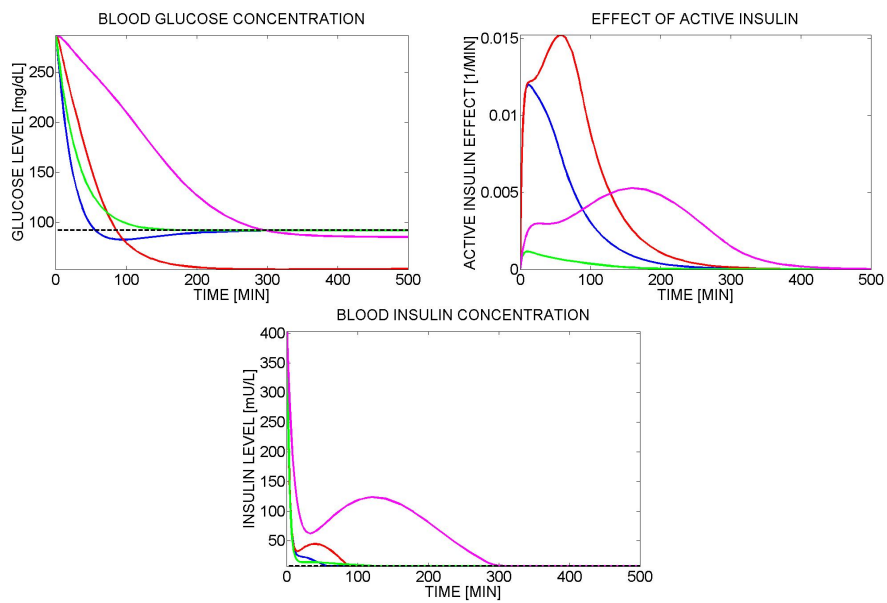 BLOOD GLUCOSE CONCENTRATION
GLUCOSE LEVEL [mg/dL]
250
200
150
100
0 100 200 300 400 500
TIME [MIN]
EFFECT OF ACTIVE INSULIN
ACTIVE INSULIN EFFECT [1/MIN]
0.015
0.01
0.005
0
0 100 200 300 400 500
TIME [MIN]
BLOOD INSULIN CONCENTRATION
INSULIN LEVEL [mU/L]
400
350
300
250
200
150
100
50
0 100 200 300 400 500
TIME [MIN]